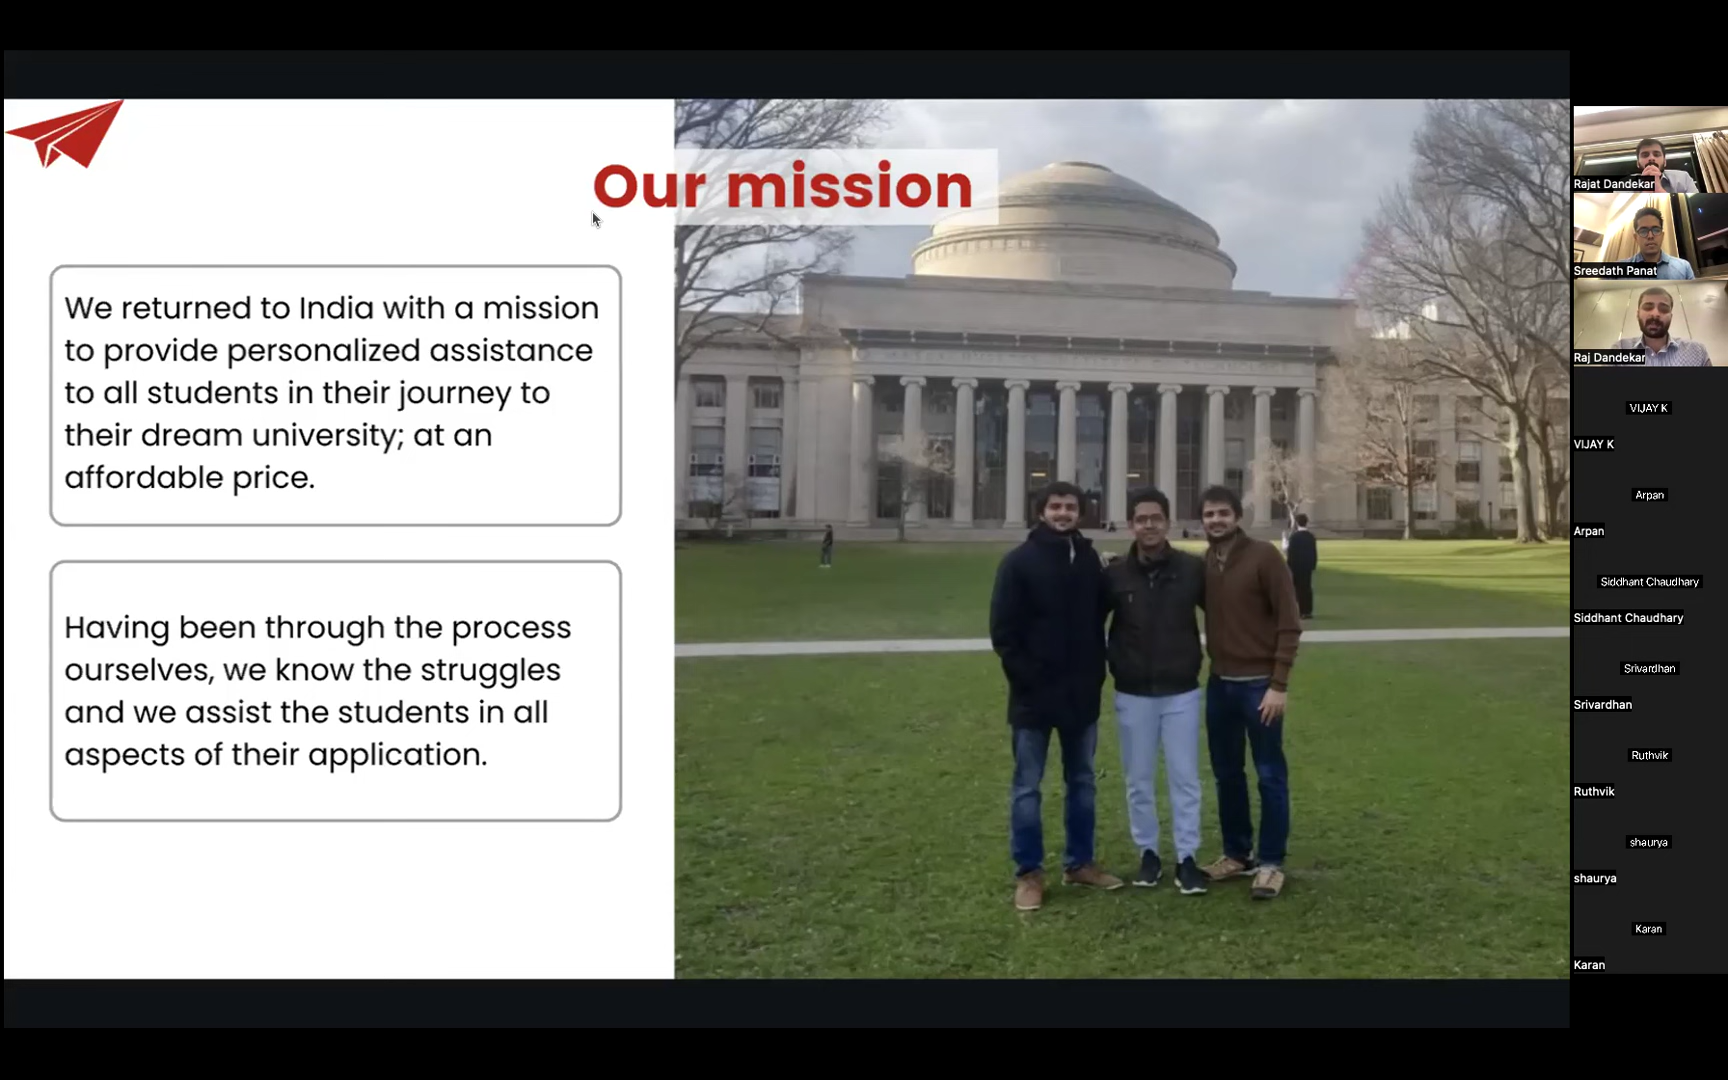 Our mission
We returned to India with a mission
to provide personalized assistance
to all students in their journey to
their dream university; at an
affordable price.
Having been through the process
ourselves, we know the struggles
and we assist the students in all
aspects of their application.
Rajat Dandekar
Sreedath Panat
Raj Dandekar
VIJAY K
VIJAY K
Arpan
Arpan
Siddhant Chaudhary
Siddhant Chaudhary
Srivardhan
Srivardhan
Ruthvik
Ruthvik
shaurya
shaurya
Karan
Karan